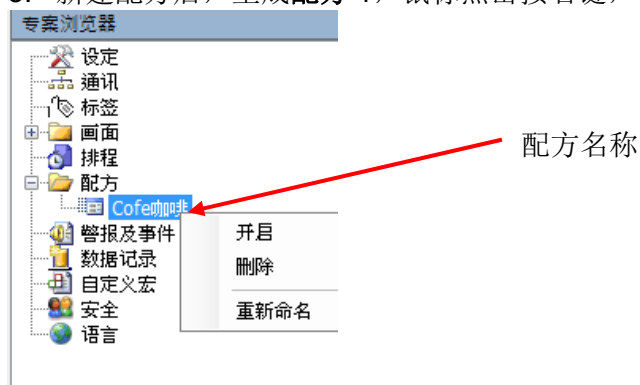 专案浏览器
设定
通讯
标签
画面
排程
配方
Cofe咖啡
警报及事件
数据记录
自定义宏
安全
语言
开启
删除
重新命名
配方名称